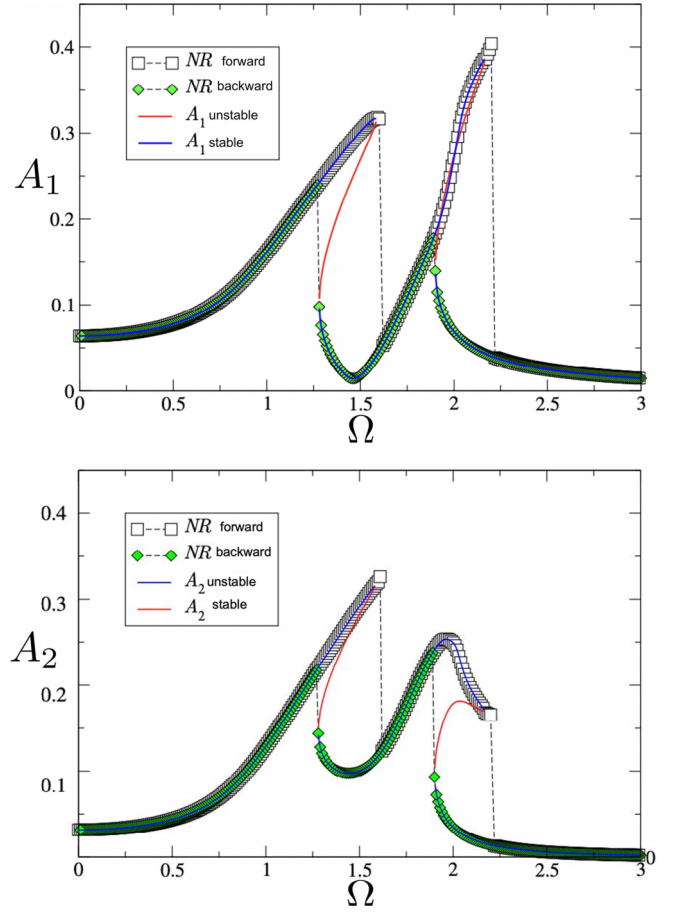 0.4
NR forward
NR backward
A1 unstable
0.3
A1 stable
A1
0.2
0.1
0
0 0.5 1 1.5 2 2.5 3
Ω
0.4
NR forward
NR backward
A2 unstable
0.3
A2 stable
A2
0.2
0.1
0 0
0 0.5 1 1.5 2 2.5 3
Ω